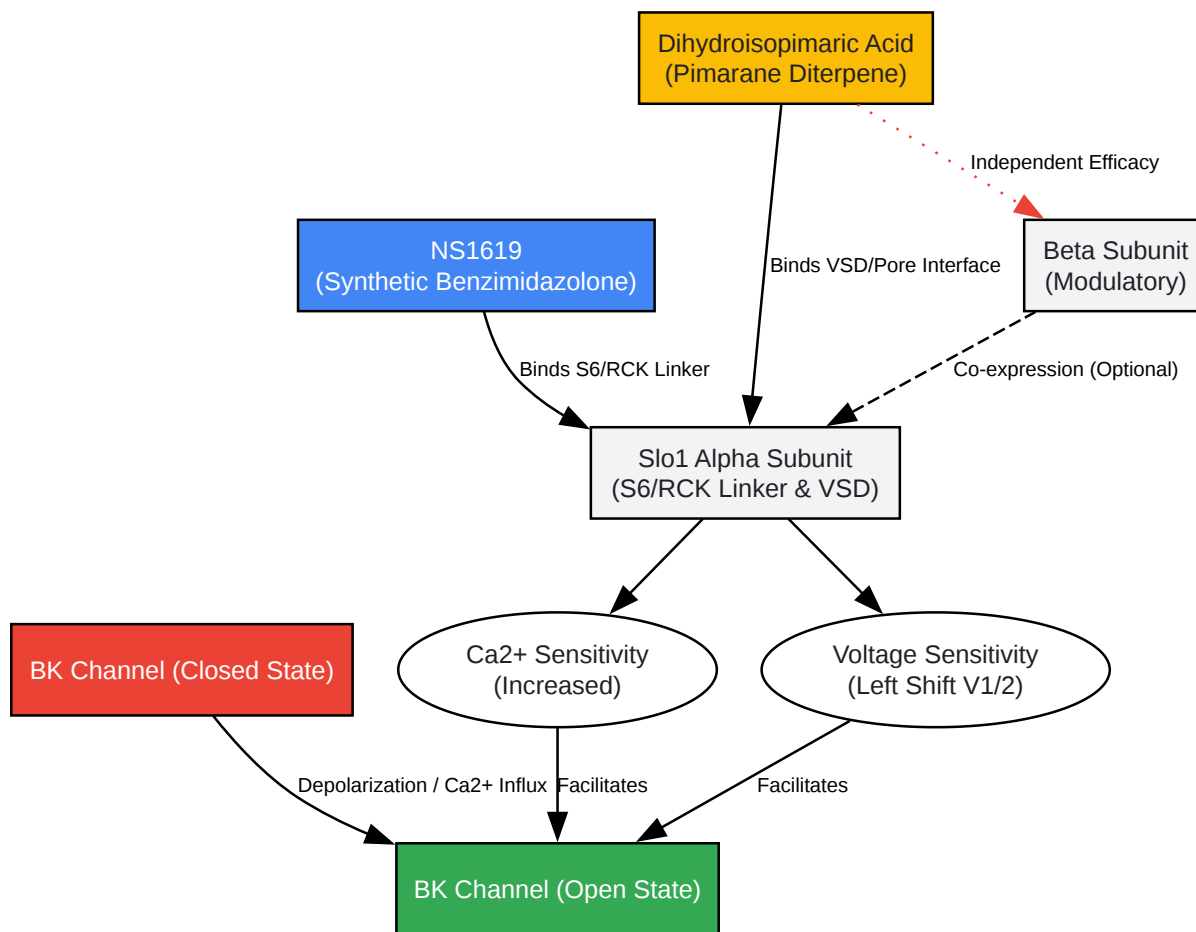 Dihydroisopimaric Acid
(Pimarane Diterpene)
Independent Efficacy
NS1619
(Synthetic Benzimidazolone)
Binds VSD/Pore Interface
Beta Subunit
(Modulatory)
Binds S6/RCK Linker
Co-expression (Optional)
Slo1 Alpha Subunit
(S6/RCK Linker & VSD)
BK Channel (Closed State)
Ca2+ Sensitivity
(Increased)
Voltage Sensitivity
(Left Shift V1/2)
Depolarization / Ca2+ Influx
Facilitates
Facilitates
BK Channel (Open State)